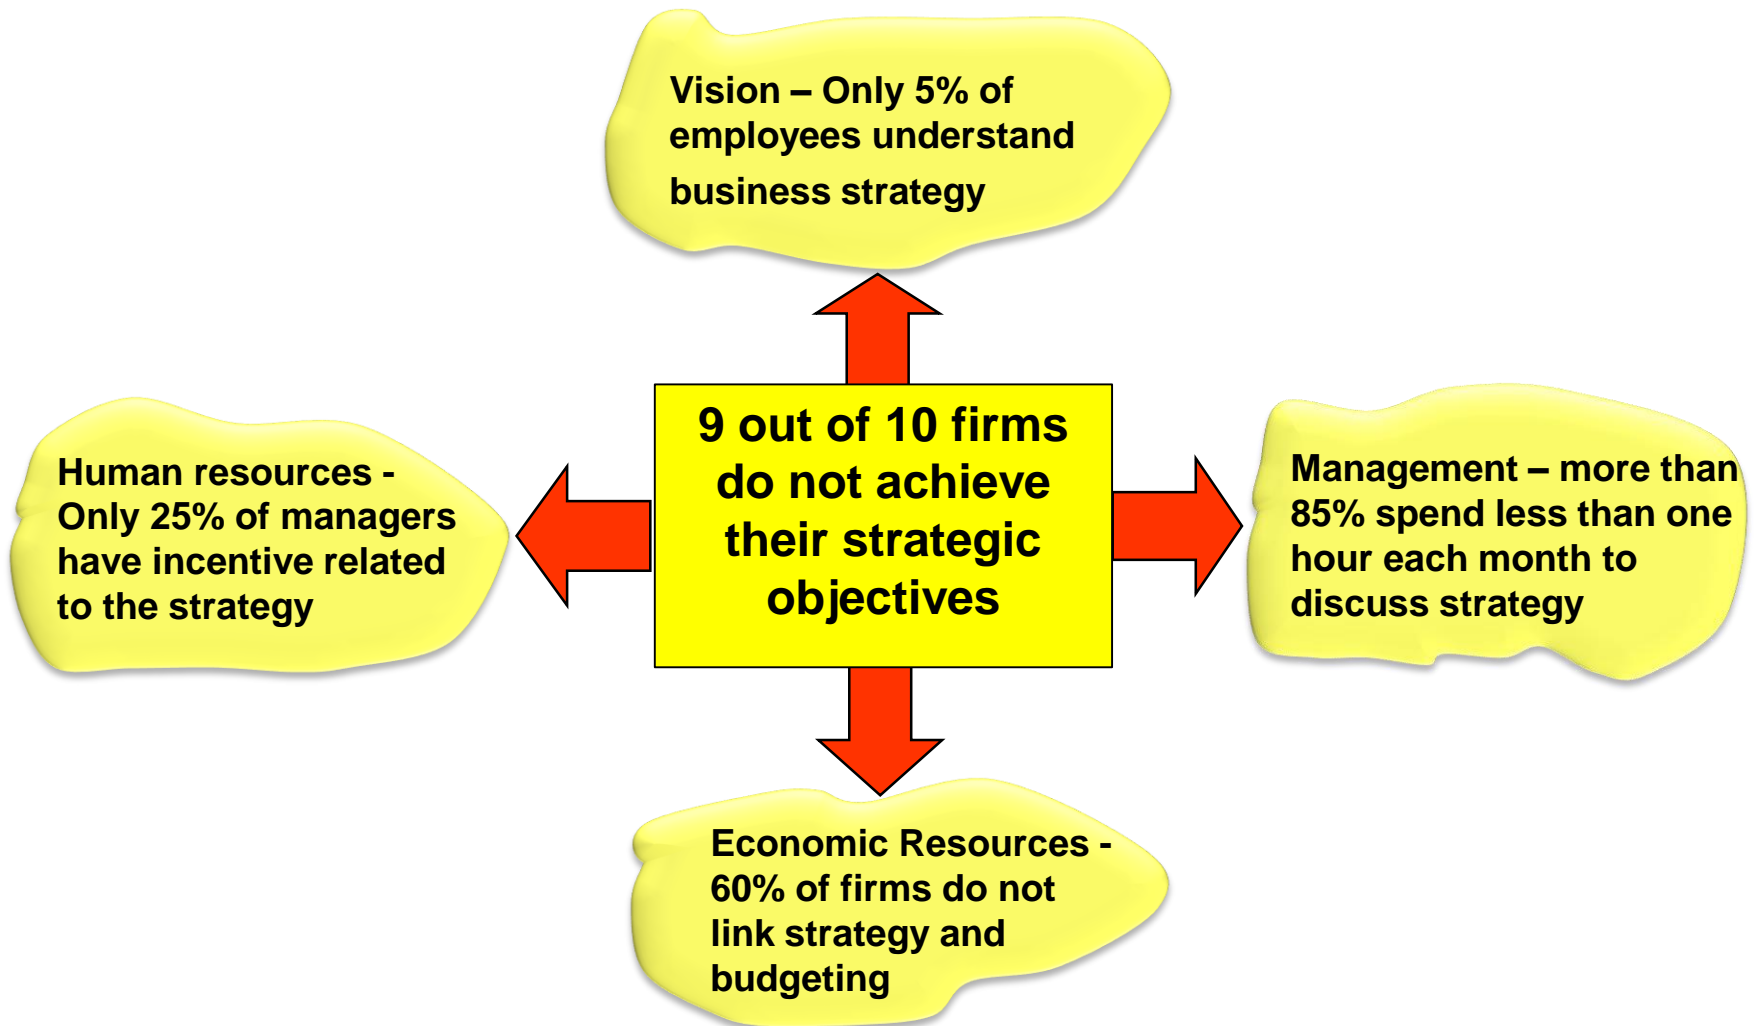 Vision – Only 5% of
employees understand
business strategy
9 out of 10 firms
do not achieve
their strategic
objectives
Human resources -
Only 25% of managers
have incentive related
to the strategy
Management – more than
85% spend less than one
hour each month to
discuss strategy
Economic Resources -
60% of firms do not
link strategy and
budgeting